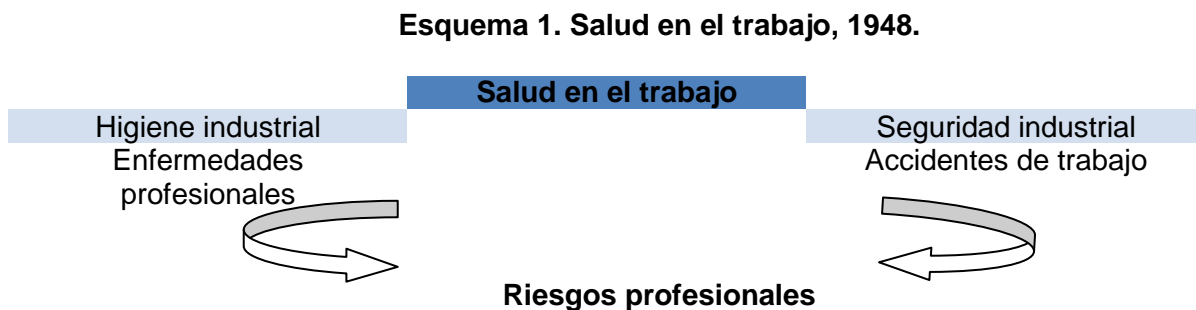 Esquema 1. Salud en el trabajo, 1948.
Salud en el trabajo
Higiene industrial
Seguridad industrial
Enfermedades
profesionales
Accidentes de trabajo
Riesgos profesionales